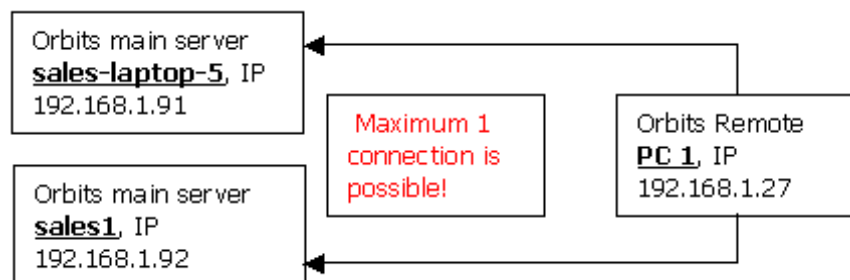 Orbits main server
sales-laptop-5, IP
192.168.1.91
Maximum 1
connection is
possible!
Orbits Remote
PC 1, IP
192.168.1.27
Orbits main server
sales1, IP
192.168.1.92